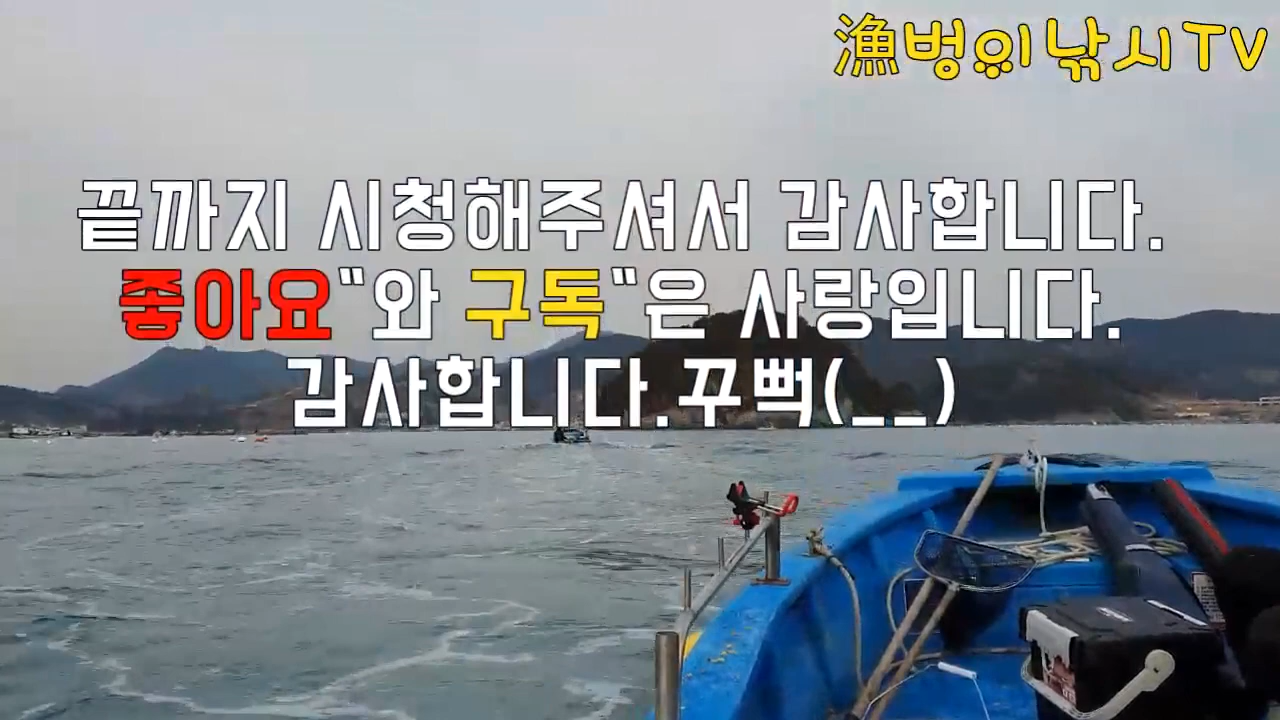 漁벙이낚시TV
끝까지 시청해주셔서 감사합니다.
좋아요"와 구독"은 사랑입니다.
감사합니다.꾸뻑(__)